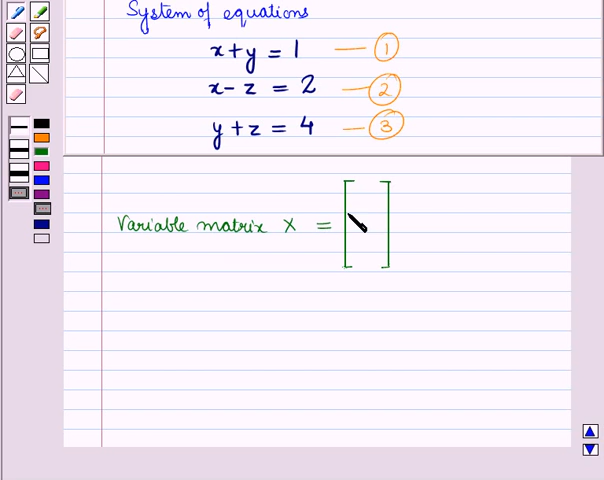 System of equations
x+y = 1 — ①
x- z = 2 — ②
y+z = 4 — ③
Variable matrix X = [ ]